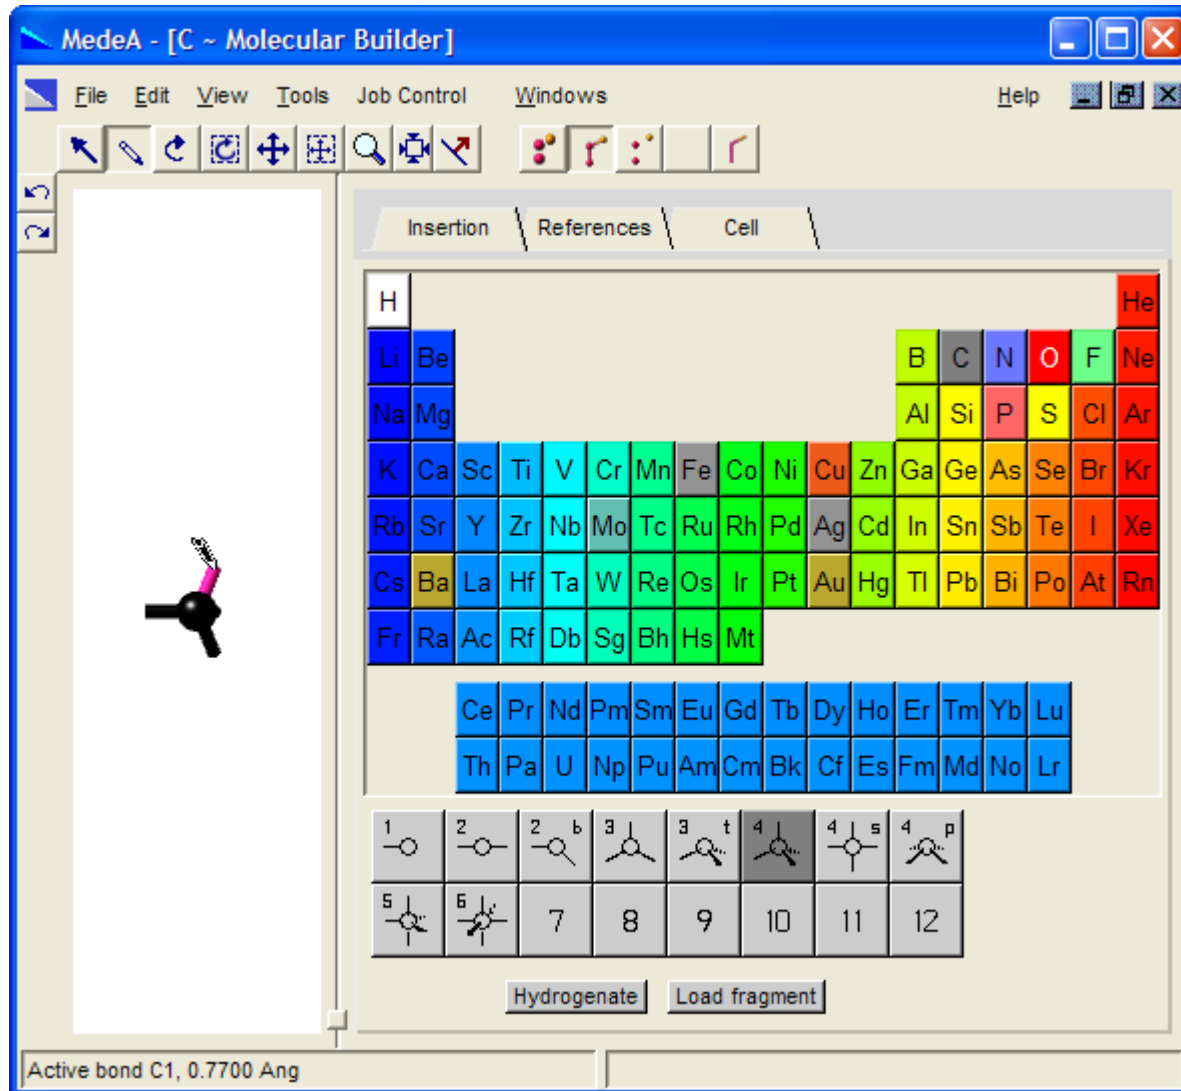 MedeA - [C ~ Molecular Builder]
File Edit View Tools Job Control Windows Help
Insertion References Cell
H He
Li Be B C N O F Ne
Na Mg Al Si P S Cl Ar
K Ca Sc Ti V Cr Mn Fe Co Ni Cu Zn Ga Ge As Se Br Kr
Rb Sr Y Zr Nb Mo Tc Ru Rh Pd Ag Cd In Sn Sb Te I Xe
Cs Ba La Hf Ta W Re Os Ir Pt Au Hg Tl Pb Bi Po At Rn
Fr Ra Ac Rf Db Sg Bh Hs Mt
Ce Pr Nd Pm Sm Eu Gd Tb Dy Ho Er Tm Yb Lu
Th Pa U Np Pu Am Cm Bk Cf Es Fm Md No Lr
1 2 2 b 3 3 t 4 4 s 4 p
5 6 7 8 9 10 11 12
Hydrogenate Load fragment
Active bond C1, 0.7700 Ang